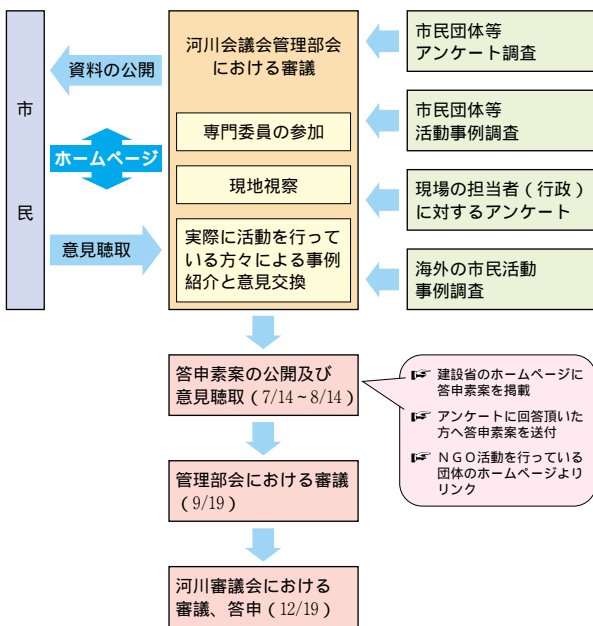 市
民
資料の公開
ホームページ
意見聴取
河川会議会管理部会
における審議
専門委員の参加
現地視察
実際に活動を行って
いる方々による事例
紹介と意見交換
市民団体等
アンケート調査
市民団体等
活動事例調査
現場の担当者(行政)
に対するアンケート
海外の市民活動
事例調査
答申素案の公開及び
意見聴取(7/14~8/14)
☞ 建設省のホームページに
答申素案を掲載
☞ アンケートに回答頂いた
方へ答申素案を送付
☞ NGO活動を行っている
団体のホームページより
リンク
管理部会における審議
(9/19)
河川審議会における
審議、答申(12/19)